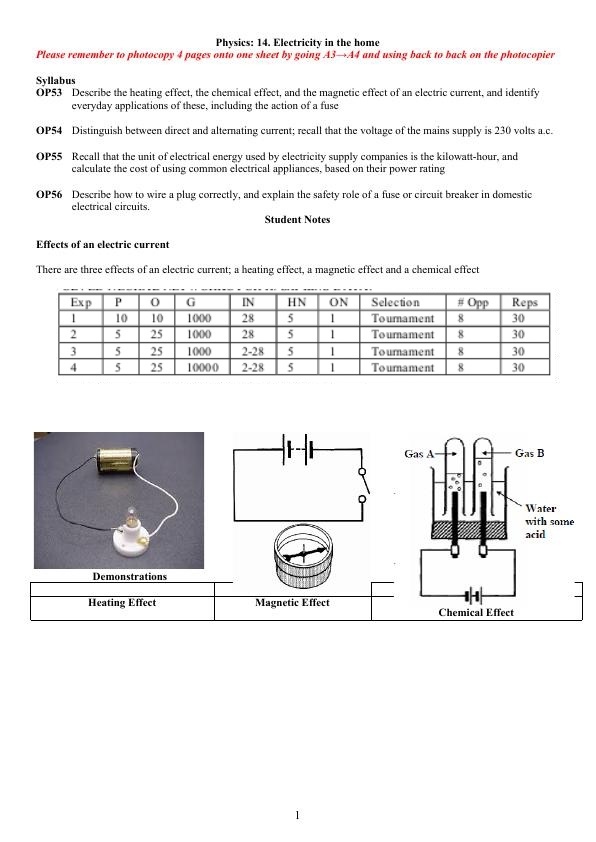 Physics: 14. Electricity in the home
Please remember to photocopy 4 pages onto one sheet by going A3→A4 and using back to back on the photocopier
Syllabus
OP53 Describe the heating effect, the chemical effect, and the magnetic effect of an electric current, and identify
everyday applications of these, including the action of a fuse
OP54 Distinguish between direct and alternating current; recall that the voltage of the mains supply is 230 volts a.c.
OP55 Recall that the unit of electrical energy used by electricity supply companies is the kilowatt-hour, and
calculate the cost of using common electrical appliances, based on their power rating
OP56 Describe how to wire a plug correctly, and explain the safety role of a fuse or circuit breaker in domestic
electrical circuits.
Student Notes
Effects of an electric current
There are three effects of an electric current; a heating effect, a magnetic effect and a chemical effect
Exp P O G IN HN ON Selection # Opp Reps
1 10 10 1000 28 5 1 Tournament 8 30
2 5 25 1000 28 5 1 Tournament 8 30
3 5 25 1000 2-28 5 1 Tournament 8 30
4 5 25 10000 2-28 5 1 Tournament 8 30
Gas A
Gas B
Water
with some
acid
Demonstrations
Heating Effect
Magnetic Effect
Chemical Effect
1